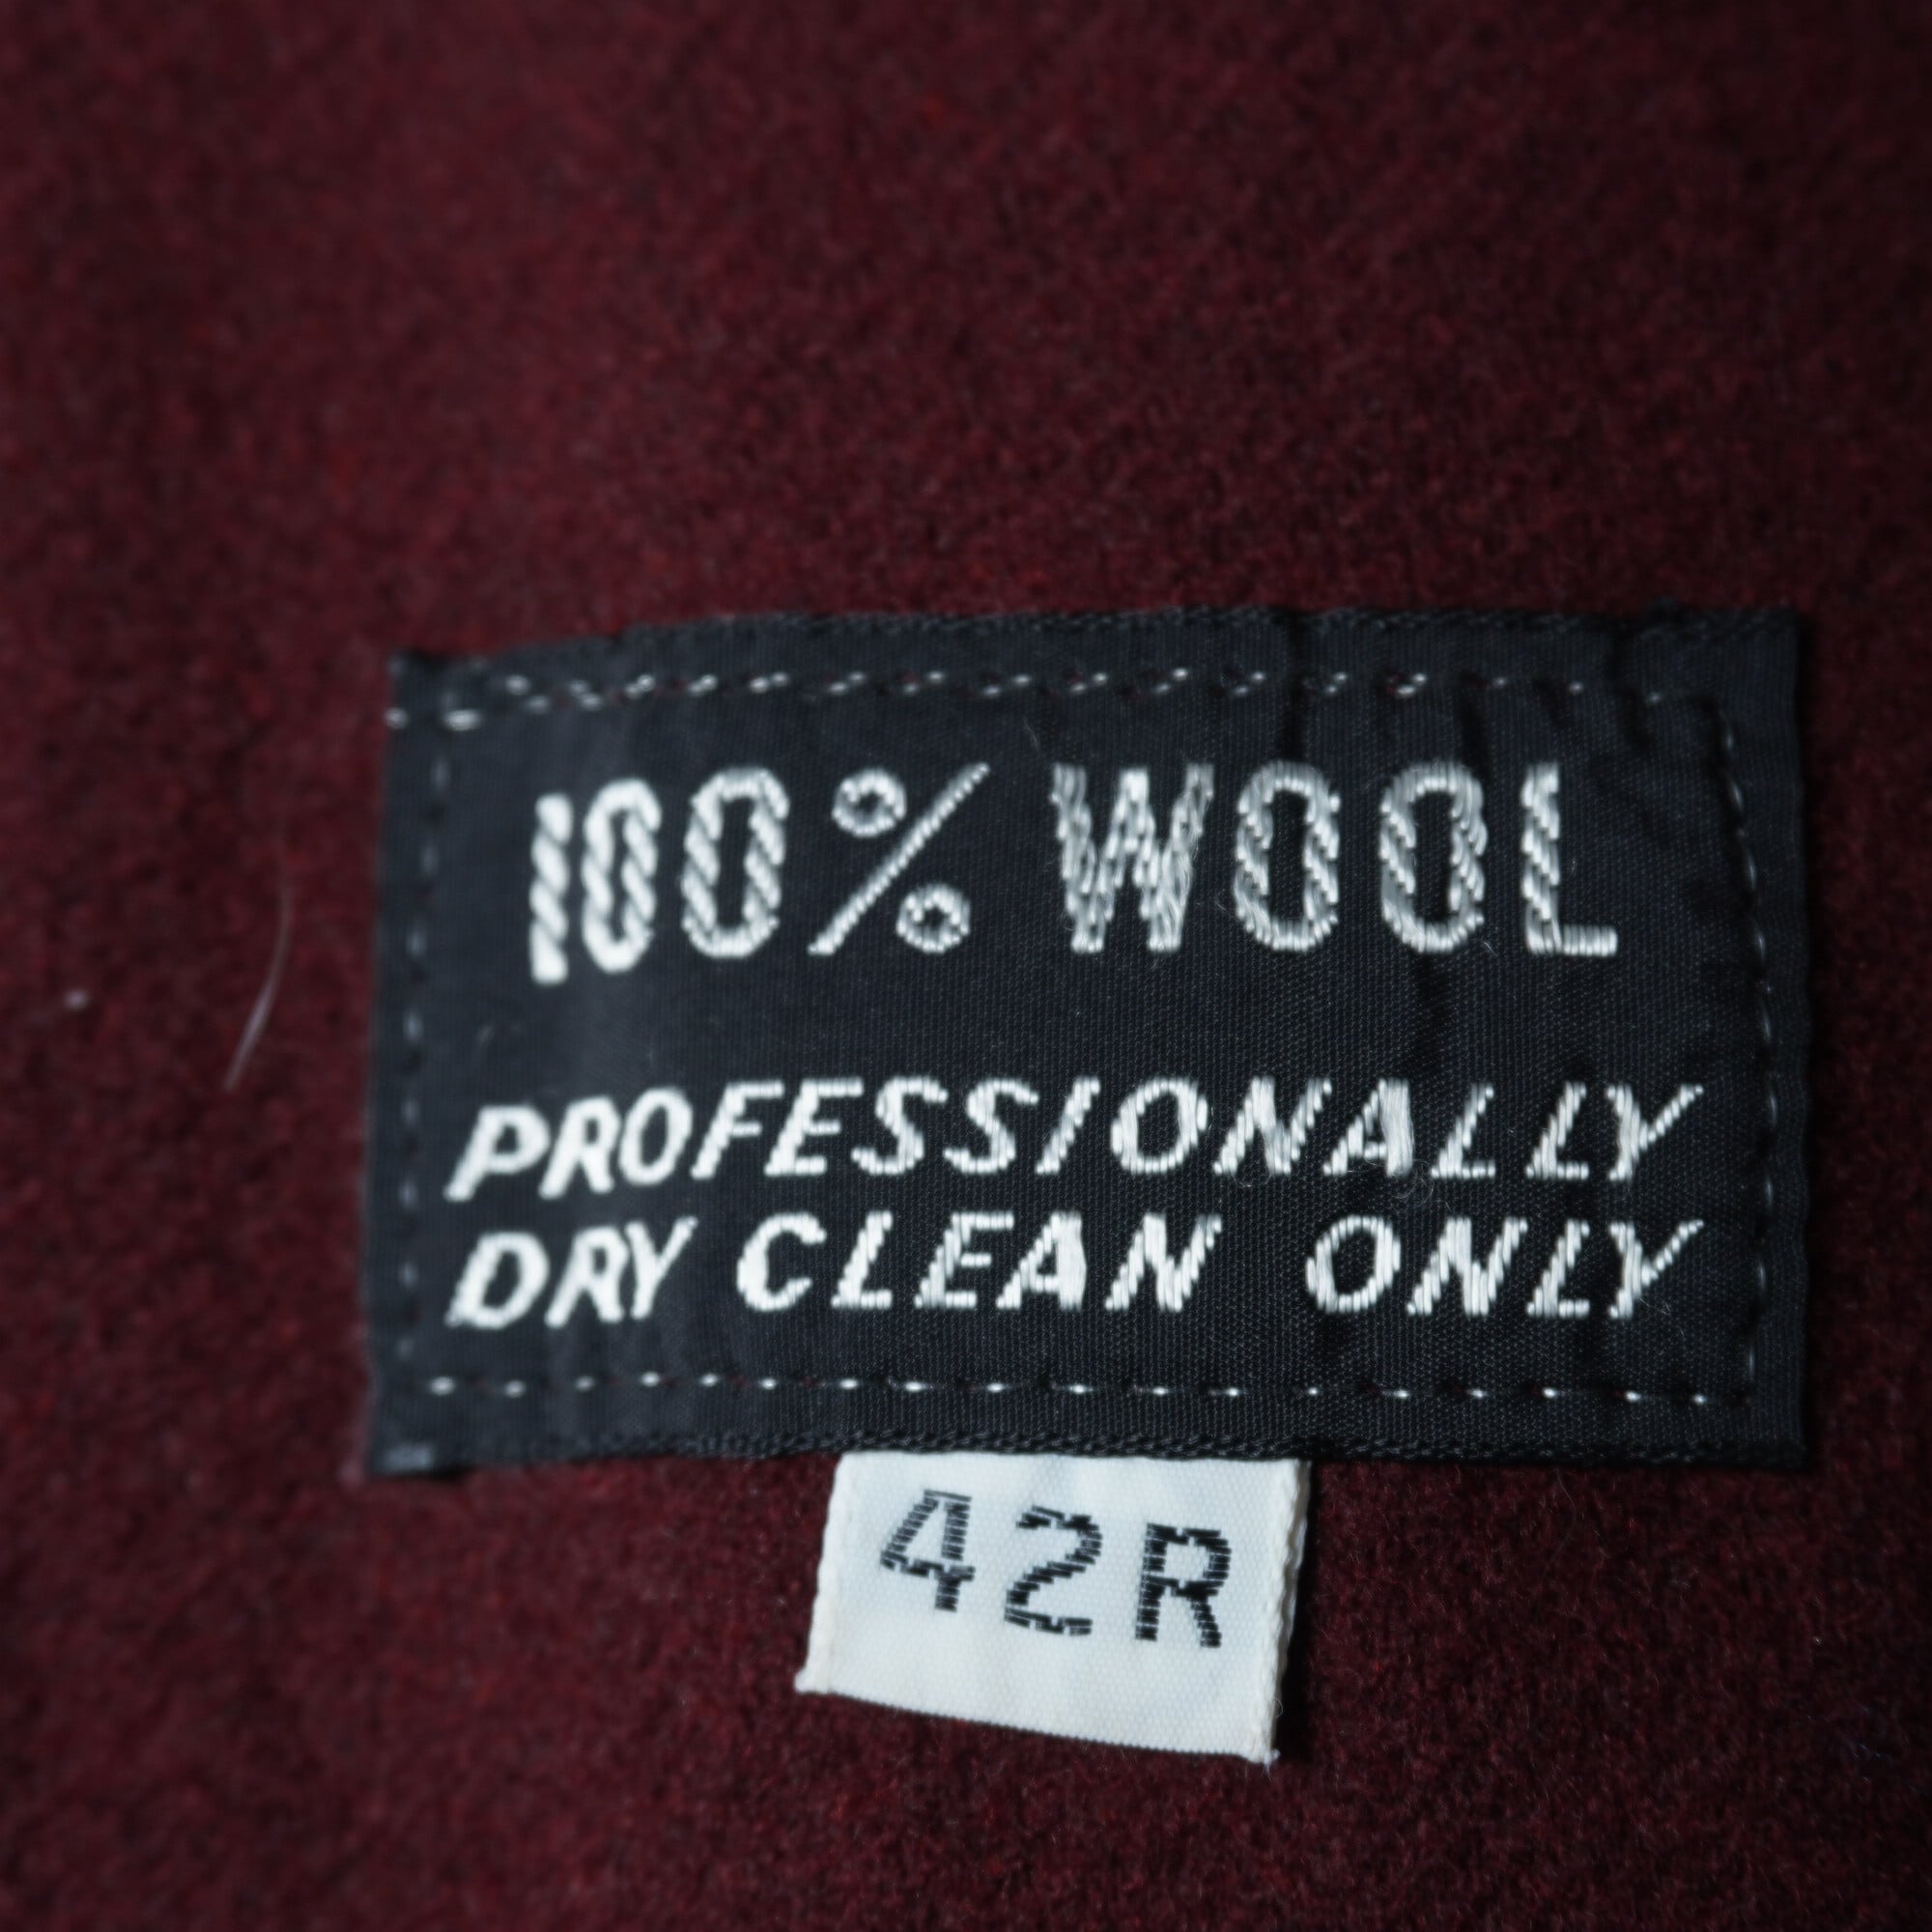 100% WOOL
PROFESSIONALLY
DRY CLEAN ONLY
42R